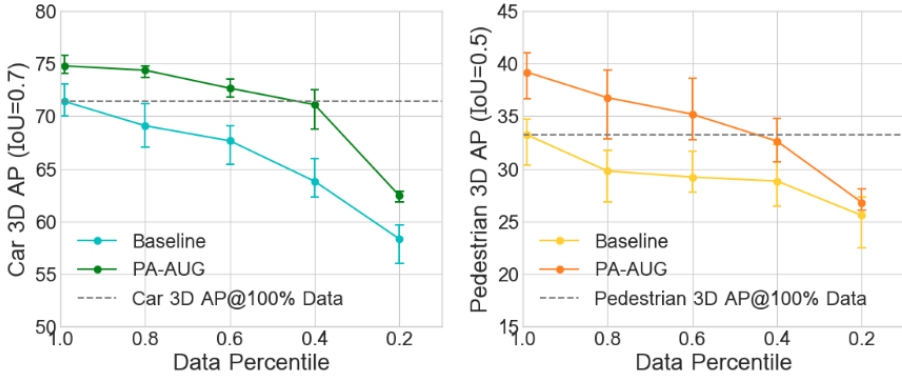 80
75
70
65
60
55
50
Car 3D AP (IoU=0.7)
Baseline
PA-AUG
Car 3D AP@100% Data
1.0 0.8 0.6 0.4 0.2
Data Percentile
45
40
35
30
25
20
15
Pedestrian 3D AP (IoU=0.5)
Baseline
PA-AUG
Pedestrian 3D AP@100% Data
1.0 0.8 0.6 0.4 0.2
Data Percentile